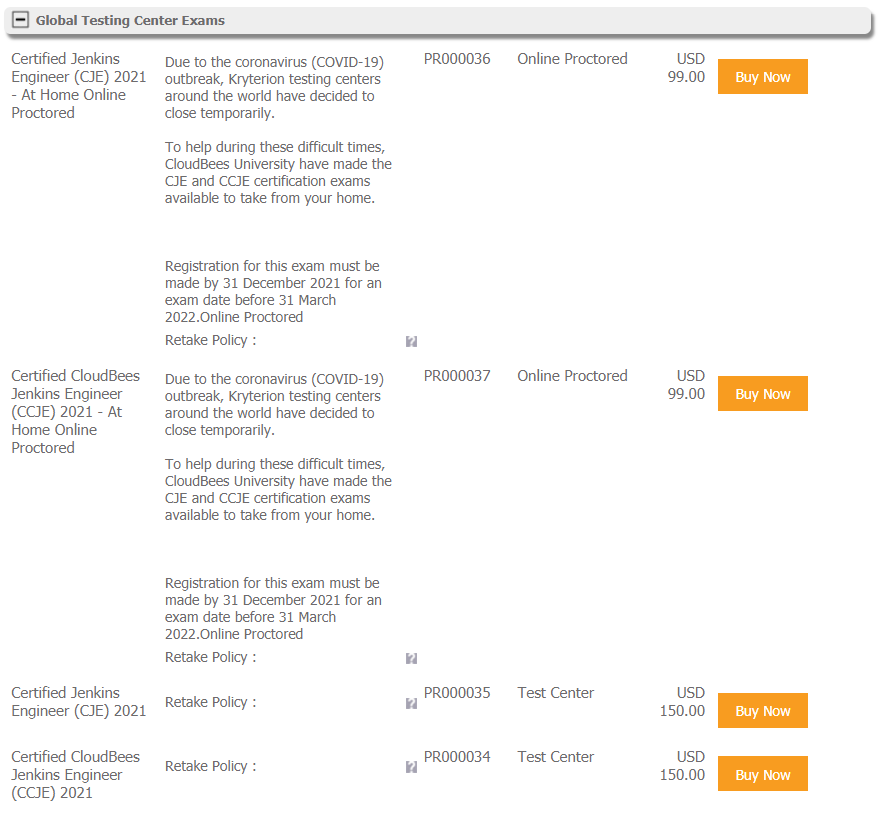 Global Testing Center Exams
Certified Jenkins
Engineer (CJE) 2021
- At Home Online
Proctored
Due to the coronavirus (COVID-19)
outbreak, Kryterion testing centers
around the world have decided to
close temporarily.
To help during these difficult times,
CloudBees University have made the
CJE and CCJE certification exams
available to take from your home.
Registration for this exam must be
made by 31 December 2021 for an
exam date before 31 March
2022.Online Proctored
Retake Policy :
?
PR000036
Online Proctored
USD
99.00
Buy Now
Certified CloudBees
Jenkins Engineer
(CCJE) 2021 - At
Home Online
Proctored
Due to the coronavirus (COVID-19)
outbreak, Kryterion testing centers
around the world have decided to
close temporarily.
To help during these difficult times,
CloudBees University have made the
CJE and CCJE certification exams
available to take from your home.
Registration for this exam must be
made by 31 December 2021 for an
exam date before 31 March
2022.Online Proctored
Retake Policy :
?
PR000037
Online Proctored
USD
99.00
Buy Now
Certified Jenkins
Engineer (CJE) 2021
Retake Policy :
?
PR000035
Test Center
USD
150.00
Buy Now
Certified CloudBees
Jenkins Engineer
(CCJE) 2021
Retake Policy :
?
PR000034
Test Center
USD
150.00
Buy Now